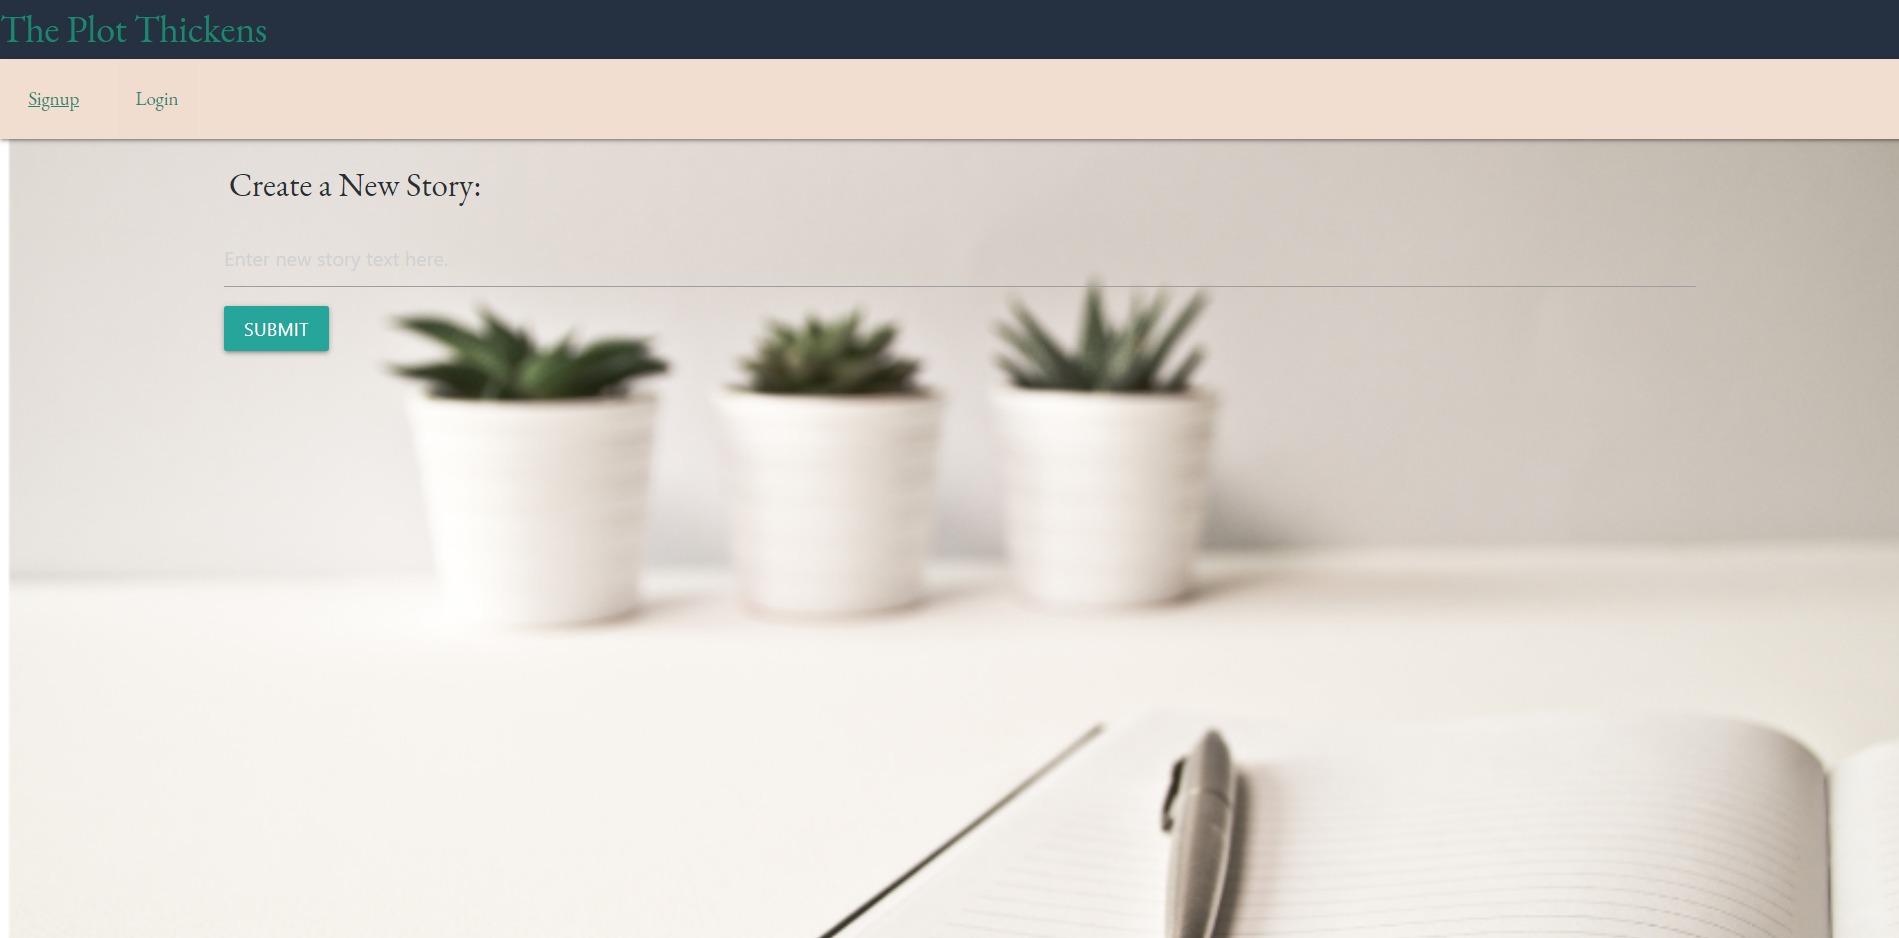 The Plot Thickens
Signup Login
Create a New Story:
Enter new story text here.
SUBMIT